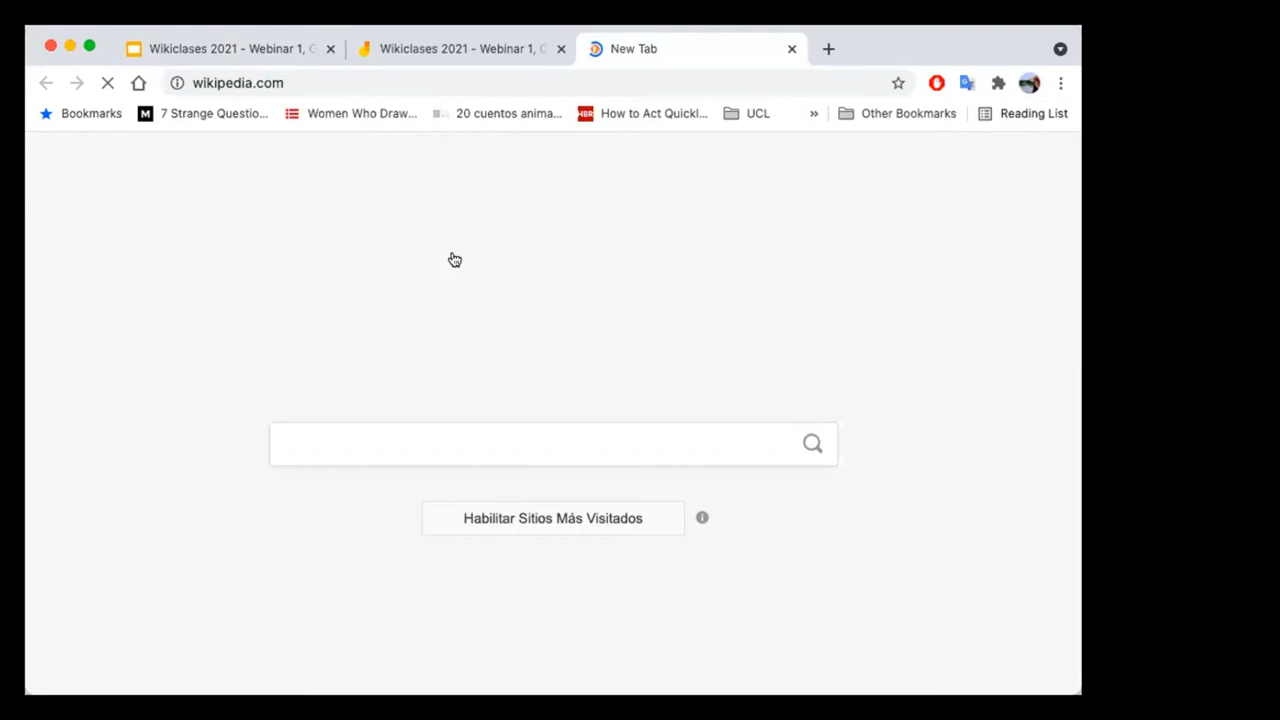 Wikiclases 2021 - Webinar 1, C
Wikiclases 2021 - Webinar 1, C
New Tab
wikipedia.com
Bookmarks
M
7 Strange Questio...
Women Who Draw...
20 cuentos anima...
HBR
How to Act Quickl...
UCL
Other Bookmarks
Reading List
Habilitar Sitios Más Visitados